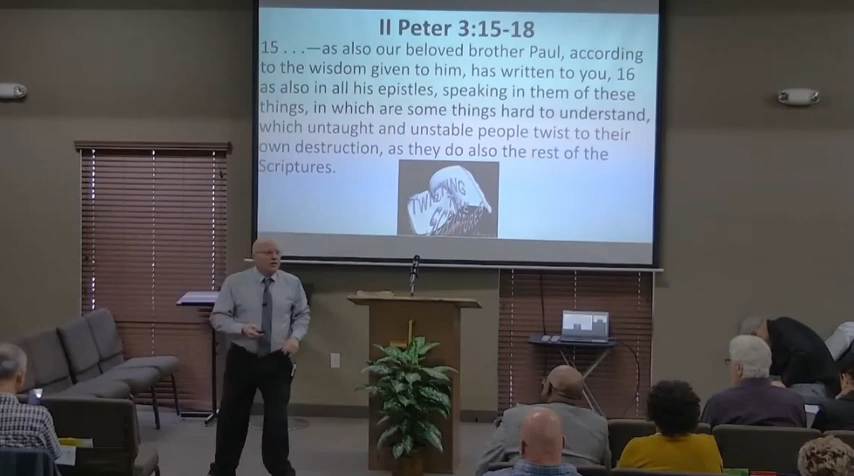 II Peter 3:15-18
15 . . .—as also our beloved brother Paul, according
to the wisdom given to him, has written to you, 16
as also in all his epistles, speaking in them of these
things, in which are some things hard to understand,
which untaught and unstable people twist to their
own destruction, as they do also the rest of the
Scriptures.
TWISTING
THE
SCRIPTURES